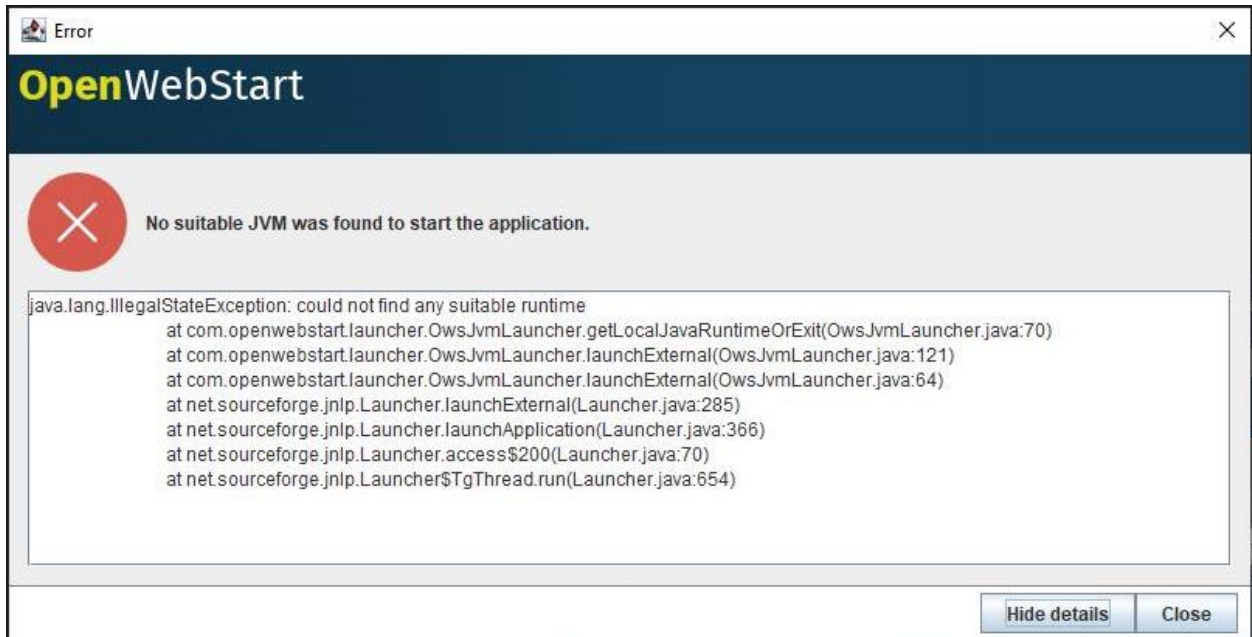 Error
OpenWebStart
No suitable JVM was found to start the application.
java.lang.IllegalStateException: could not find any suitable runtime
at com.openwebstart.launcher.OwsJvmLauncher.getLocalJavaRuntimeOrExit(OwsJvmLauncher.java:70)
at com.openwebstart.launcher.OwsJvmLauncher.launchExternal(OwsJvmLauncher.java:121)
at com.openwebstart.launcher.OwsJvmLauncher.launchExternal(OwsJvmLauncher.java:64)
at net.sourceforge.jnlp.Launcher.launchExternal(Launcher.java:285)
at net.sourceforge.jnlp.Launcher.launchApplication(Launcher.java:366)
at net.sourceforge.jnlp.Launcher.access$200(Launcher.java:70)
at net.sourceforge.jnlp.Launcher$TgThread.run(Launcher.java:654)
Hide details Close